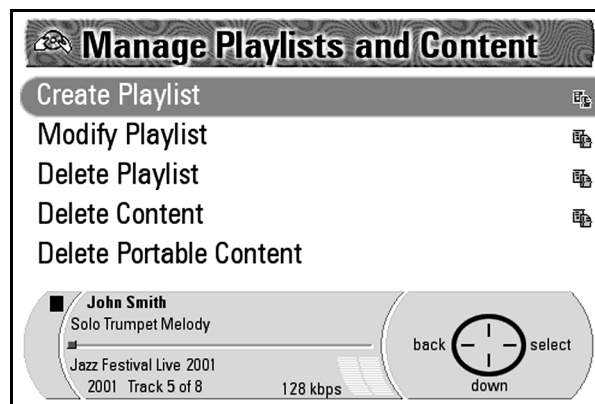 Manage Playlists and Content
Create Playlist
Modify Playlist
Delete Playlist
Delete Content
Delete Portable Content
John Smith
Solo Trumpet Melody
Jazz Festival Live 2001
2001 Track 5 of 8 128 kbps
back select
down